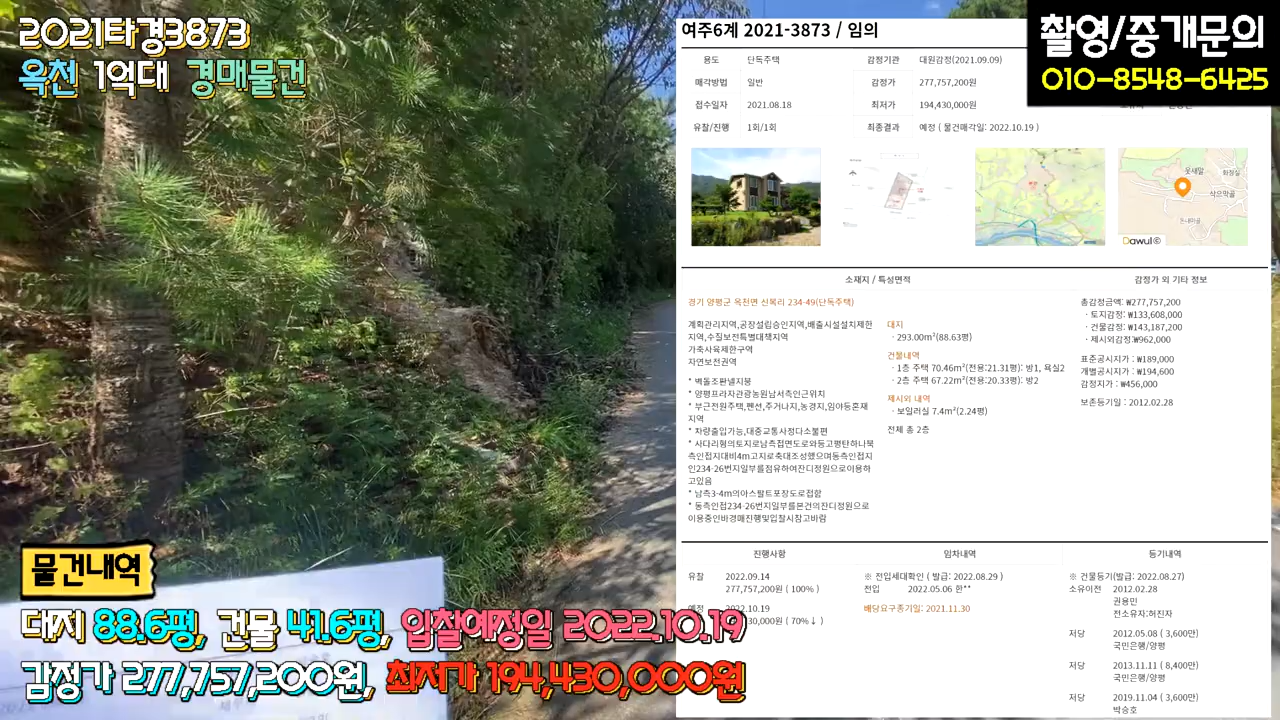 2021타경3873
옥천 1억대 경매물건
촬영/중개문의
010-8548-6425
여주6계 2021-3873 / 임의
용도 단독주택 감정기관 대원감정(2021.09.09)
매각방법 일반 감정가 277,757,200원
접수일자 2021.08.18 최저가 194,430,000원
유찰/진행 1회/1회 최종결과 예정 ( 물건매각일: 2022.10.19 )
웃새말
화장실
삭은막골
돈내마골
Dawul©
소재지 / 특성면적
감정가 외 기타 정보
경기 양평군 옥천면 신복리 234-49(단독주택)
계획관리지역,공장설립승인지역,배출시설설치제한
지역,수질보전특별대책지역
가축사육제한구역
자연보전권역
* 벽돌조판넬지붕
* 양평프라자관광농원남서측인근위치
* 부근전원주택,펜션,주거나지,농경지,임야등혼재
지역
* 차량출입가능,대중교통사정다소불편
* 사다리형의토지로남측접면도로와등고평탄하나북
측인접지대비4m고지로축대조성했으며동측인접지
인234-26번지일부를점유하여잔디정원으로이용하
고있음
* 남측3-4m의아스팔트포장도로접함
* 동측인접234-26번지일부를본건의잔디정원으로
이용중인바경매진행및입찰시참고바람
대지
· 293.00m²(88.63평)
건물내역
· 1층 주택 70.46m²(전용:21.31평): 방1, 욕실2
· 2층 주택 67.22m²(전용:20.33평): 방2
제시외 내역
· 보일러실 7.4m²(2.24평)
전체 총 2층
총감정금액: ₩277,757,200
· 토지감정: ₩133,608,000
· 건물감정: ₩143,187,200
· 제시외감정:₩962,000
표준공시지가 : ₩189,000
개별공시지가 : ₩194,600
감정지가 : ₩456,000
보존등기일 : 2012.02.28
진행사항
임차내역
등기내역
유찰 2022.09.14
277,757,200원 ( 100% )
예정 2022.10.19
30,000원 ( 70%↓ )
※ 전입세대확인 ( 발급: 2022.08.29 )
전입 2022.05.06 한**
배당요구종기일: 2021.11.30
※ 건물등기(발급: 2022.08.27)
소유이전 2012.02.28
권용민
전소유자:허진자
저당 2012.05.08 ( 3,600만)
국민은행/양평
저당 2013.11.11 ( 8,400만)
국민은행/양평
저당 2019.11.04 ( 3,600만)
박승호
물건내역
대지 88.6평, 건물 41.6평, 입찰예정일 2022.10.19
감정가 277,757,200원, 최저가 194,430,000원